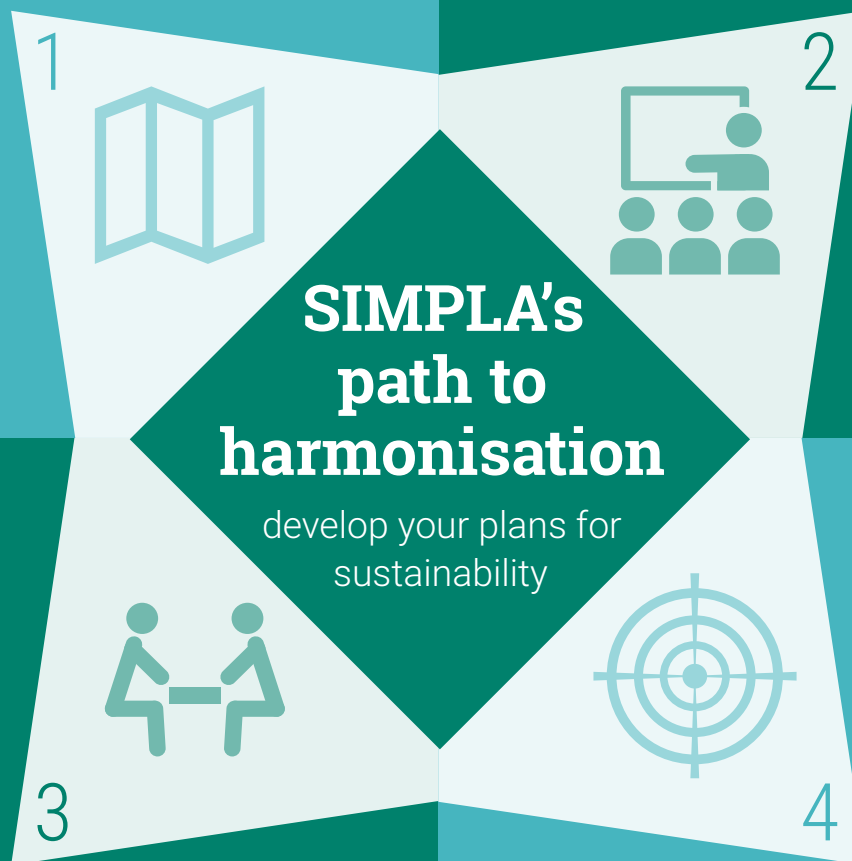 1
2
SIMPLA’s
path to
harmonisation
develop your plans for
sustainability
3
4